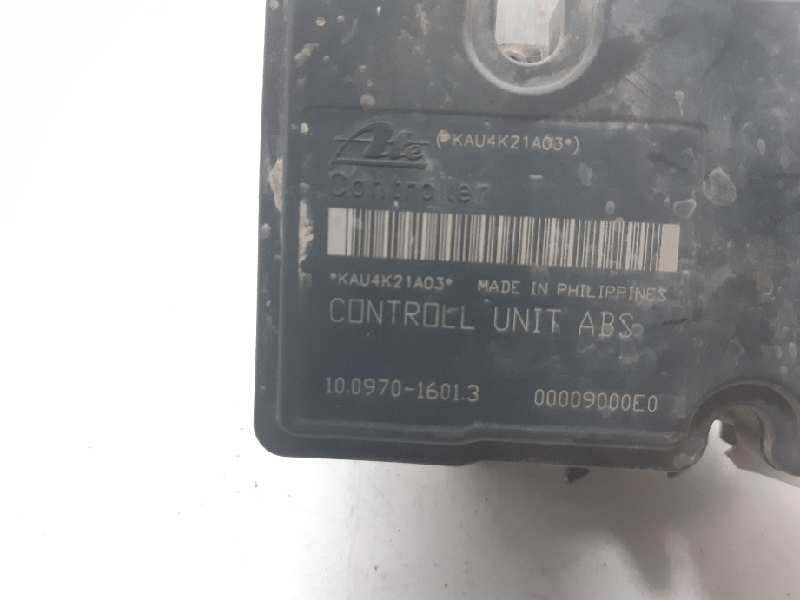 Ate (*KAU4K21A03*)
Controller
*KAU4K21A03* MADE IN PHILIPPINES
CONTROLL UNIT ABS
10.0970-1601.3 00009000E0